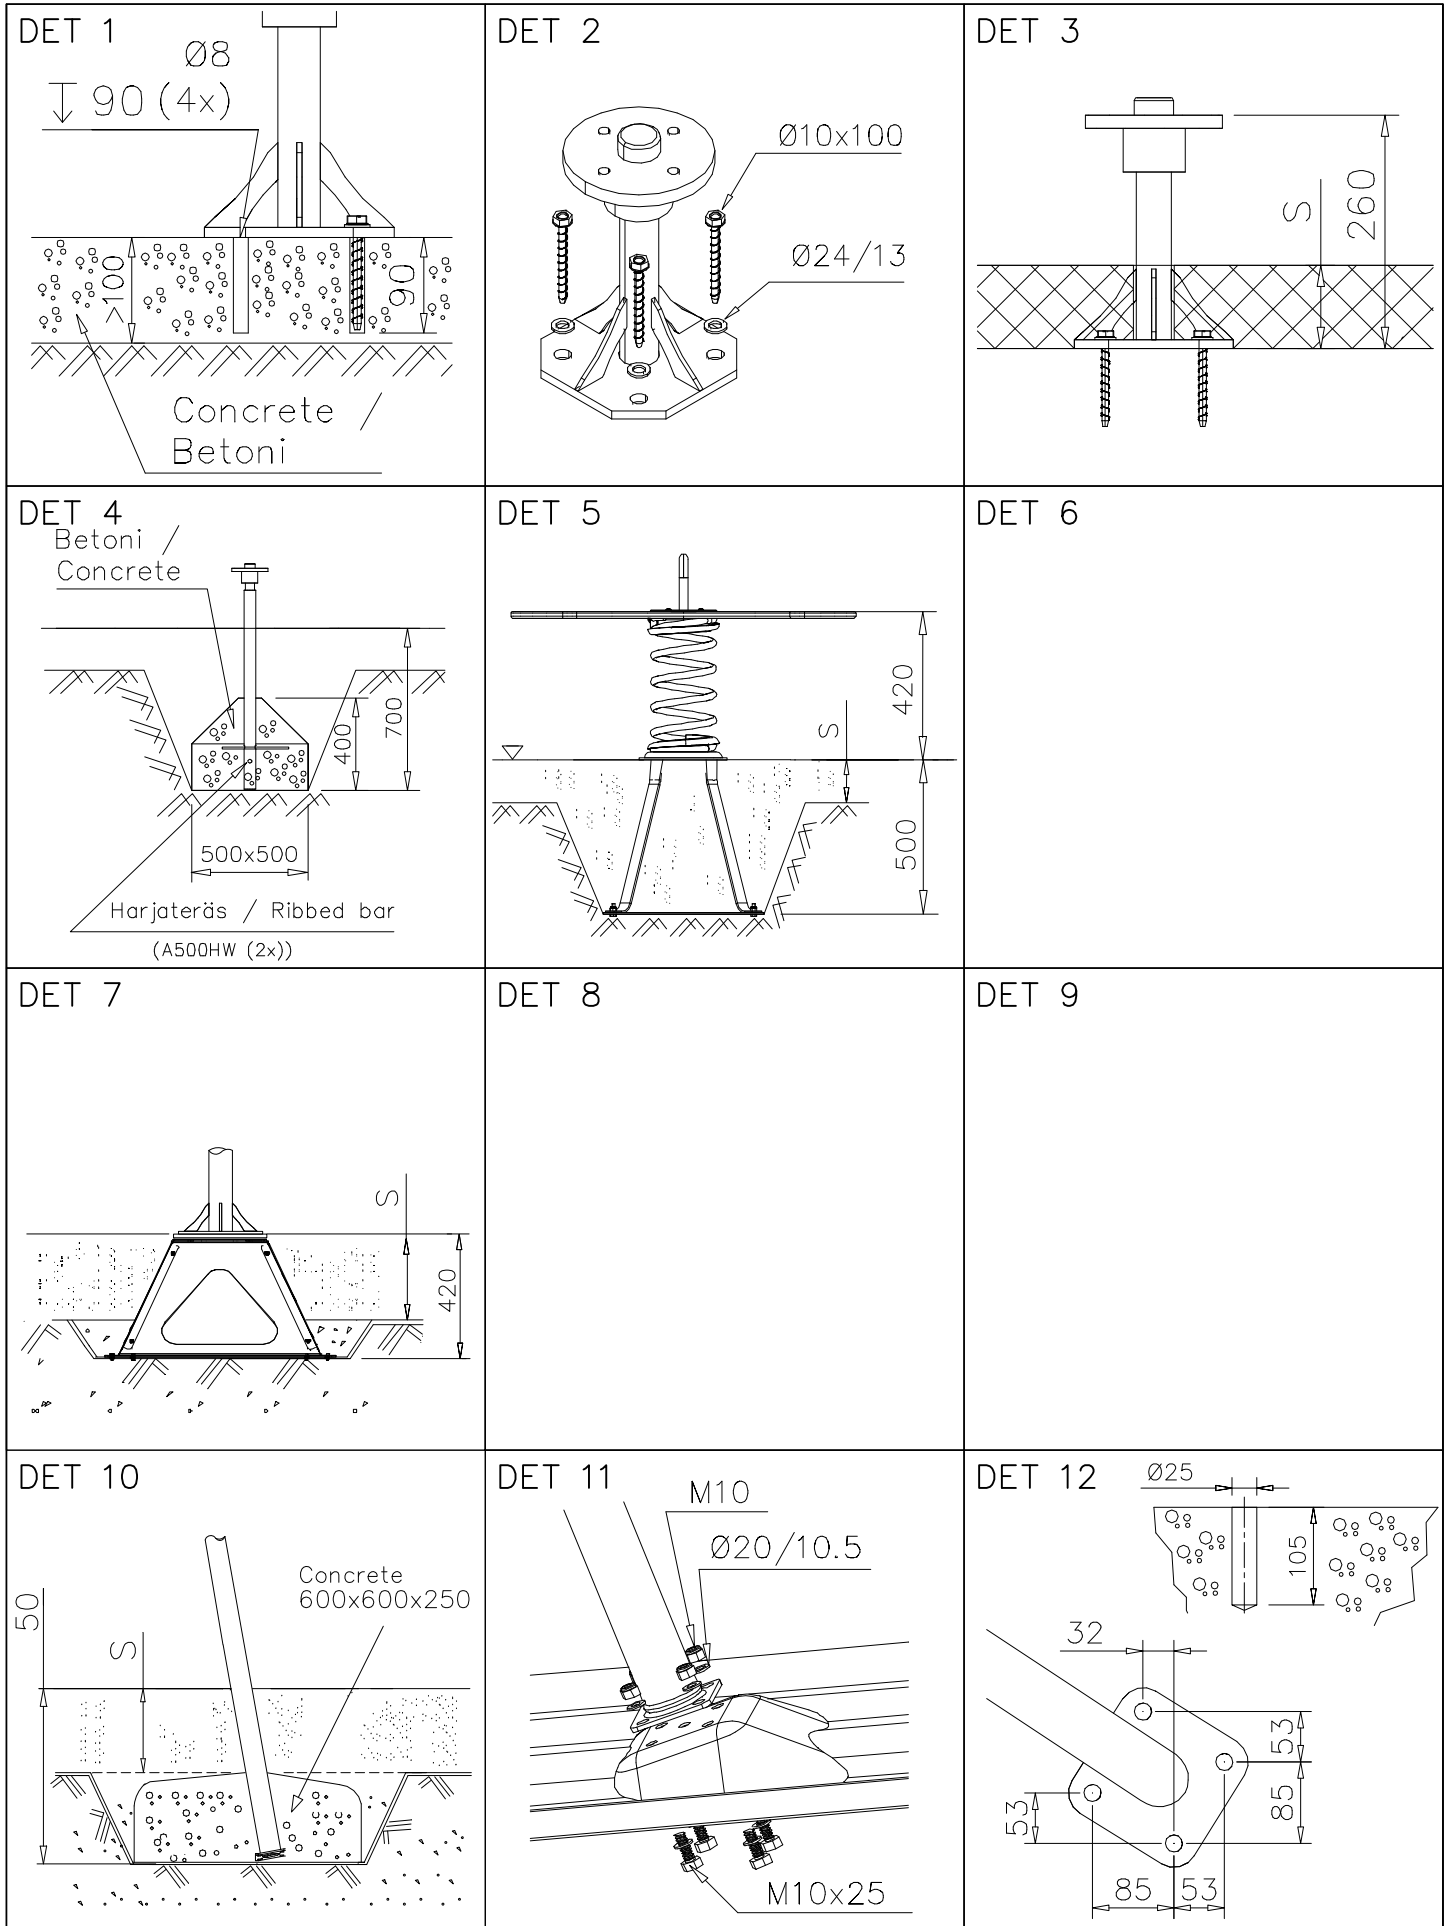 DET 1
Ø8
90 (4x)
>100
90
Concrete /
Betoni
DET 2
Ø10x100
Ø24/13
DET 3
S
260
DET 4
Betoni /
Concrete
400
700
500x500
Harjateräs / Ribbed bar
(A500HW (2x))
DET 5
420
S
500
DET 6
DET 7
S
420
DET 8
DET 9
DET 10
Concrete
600x600x250
50
S
DET 11
M10
Ø20/10.5
M10x25
DET 12
Ø25
105
32
53
85
53
85
53